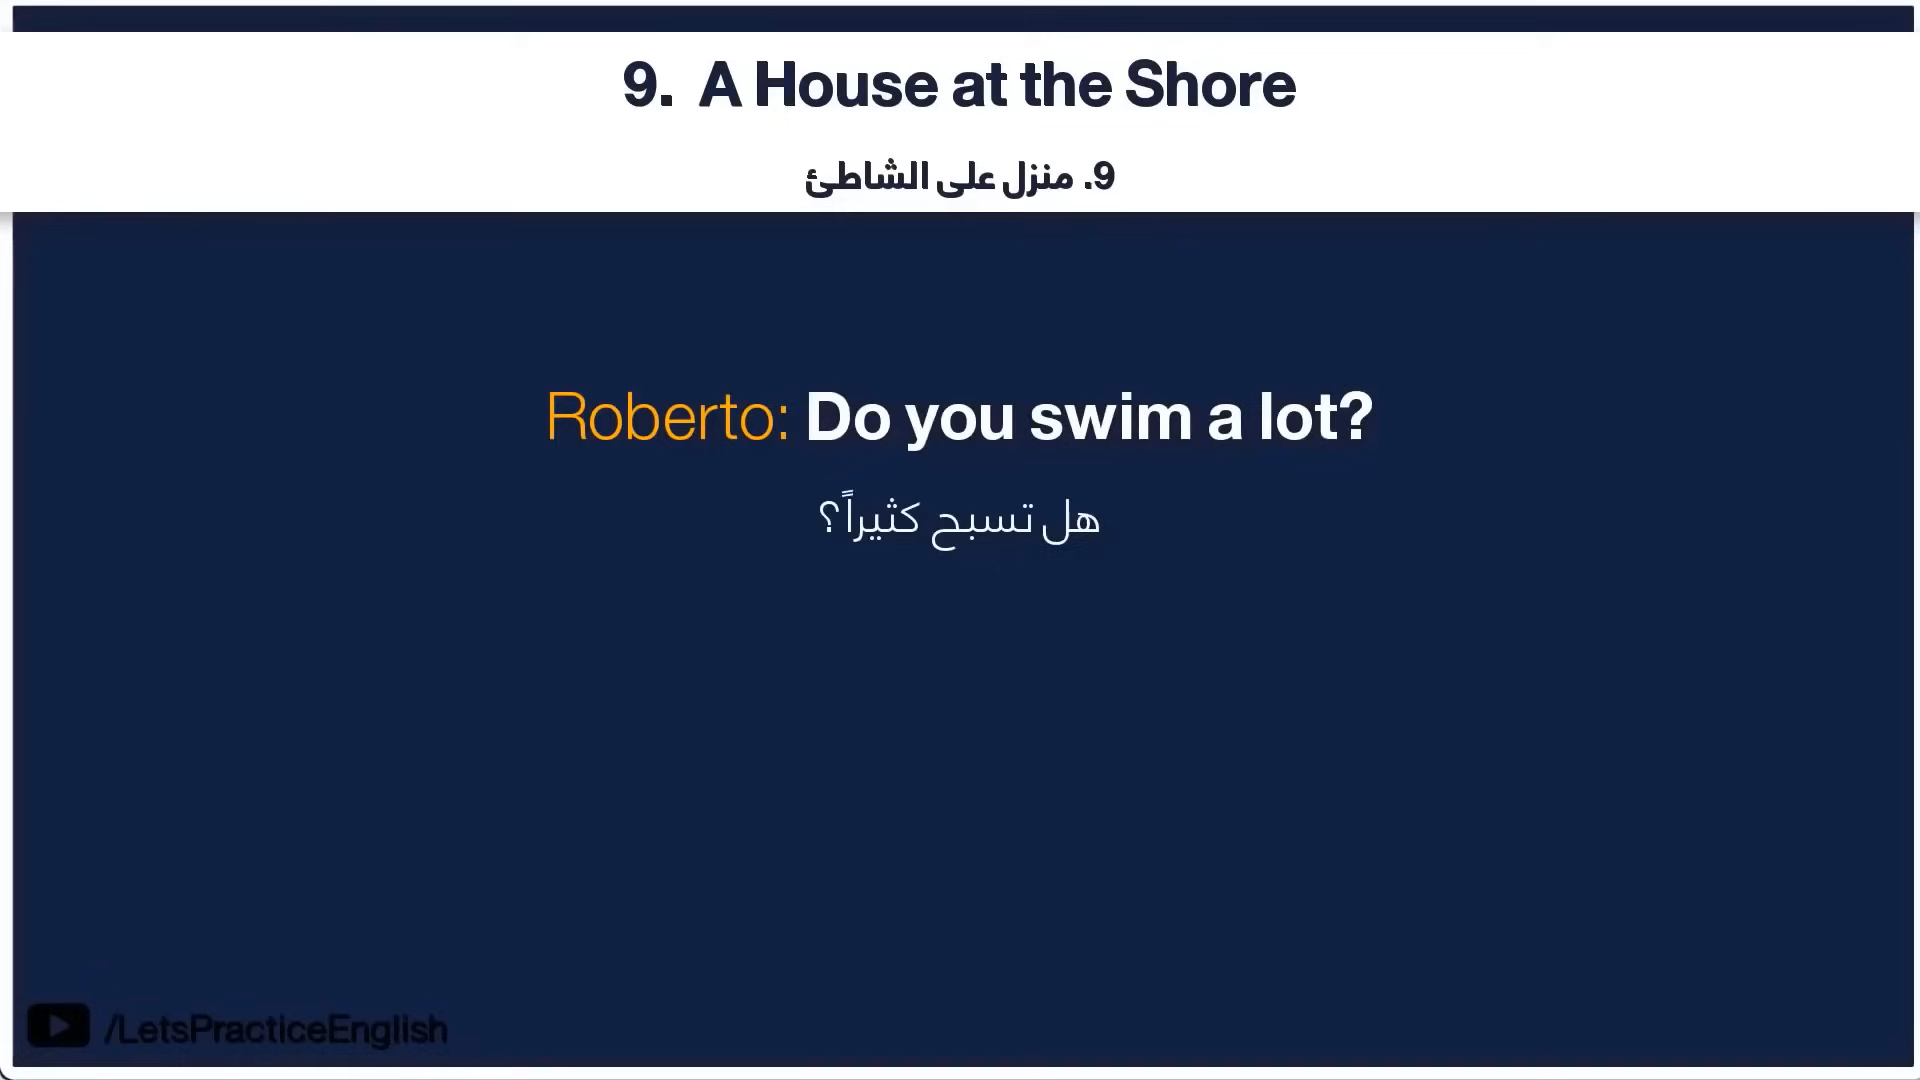 9. A House at the Shore
9. منزل على الشاطئ
Roberto: Do you swim a lot?
هل تسبح كثيراً؟
/LetsPracticeEnglish